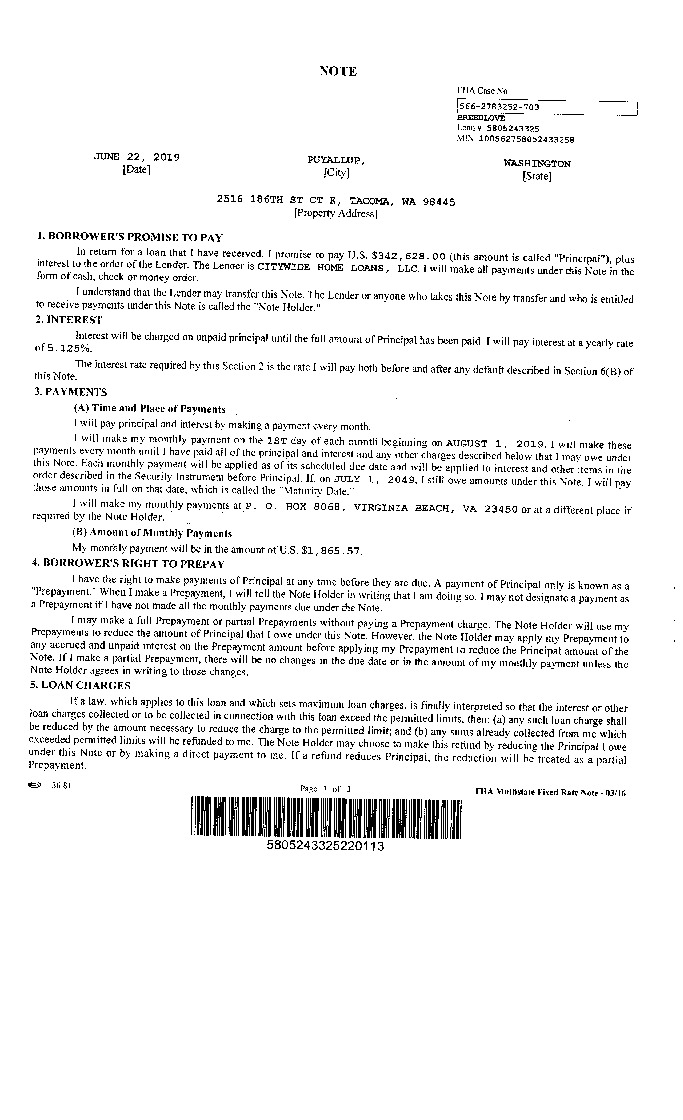 NOTE
FHA Case No.
566-2783252-703
BREEDLOVE
Loan #: 5805243325
MIN: 100562758052433258
JUNE 22, 2019 PUYALLUP, WASHINGTON
[Date] [City] [State]
2516 186TH ST CT E, TACOMA, WA 98445
[Property Address]
1. BORROWER'S PROMISE TO PAY
In return for a loan that I have received, I promise to pay U.S. $342,628.00 (this amount is called "Principal"), plus
interest to the order of the Lender. The Lender is CITYWIDE HOME LOANS, LLC. I will make all payments under this Note in the
form of cash, check or money order.
I understand that the Lender may transfer this Note. The Lender or anyone who takes this Note by transfer and who is entitled
to receive payments under this Note is called the "Note Holder."
2. INTEREST
Interest will be charged on unpaid principal until the full amount of Principal has been paid. I will pay interest at a yearly rate
of 5.125%.
The interest rate required by this Section 2 is the rate I will pay both before and after any default described in Section 6(B) of
this Note.
3. PAYMENTS
(A) Time and Place of Payments
I will pay principal and interest by making a payment every month.
I will make my monthly payment on the 1ST day of each month beginning on AUGUST 1, 2019. I will make these
payments every month until I have paid all of the principal and interest and any other charges described below that I may owe under
this Note. Each monthly payment will be applied as of its scheduled due date and will be applied to interest and other items in the
order described in the Security Instrument before Principal. If, on JULY 1, 2049, I still owe amounts under this Note, I will pay
those amounts in full on that date, which is called the "Maturity Date."
I will make my monthly payments at P. O. BOX 8068, VIRGINIA BEACH, VA 23450 or at a different place if
required by the Note Holder.
(B) Amount of Monthly Payments
My monthly payment will be in the amount of U.S. $1,865.57.
4. BORROWER'S RIGHT TO PREPAY
I have the right to make payments of Principal at any time before they are due. A payment of Principal only is known as a
"Prepayment." When I make a Prepayment, I will tell the Note Holder in writing that I am doing so. I may not designate a payment as
a Prepayment if I have not made all the monthly payments due under the Note.
I may make a full Prepayment or partial Prepayments without paying a Prepayment charge. The Note Holder will use my
Prepayments to reduce the amount of Principal that I owe under this Note. However, the Note Holder may apply my Prepayment to
any accrued and unpaid interest on the Prepayment amount before applying my Prepayment to reduce the Principal amount of the
Note. If I make a partial Prepayment, there will be no changes in the due date or in the amount of my monthly payment unless the
Note Holder agrees in writing to those changes.
5. LOAN CHARGES
If a law, which applies to this loan and which sets maximum loan charges, is finally interpreted so that the interest or other
loan charges collected or to be collected in connection with this loan exceed the permitted limits, then: (a) any such loan charge shall
be reduced by the amount necessary to reduce the charge to the permitted limit; and (b) any sums already collected from me which
exceeded permitted limits will be refunded to me. The Note Holder may choose to make this refund by reducing the Principal I owe
under this Note or by making a direct payment to me. If a refund reduces Principal, the reduction will be treated as a partial
Prepayment.
36.81 Page 1 of 3 FHA Multistate Fixed Rate Note - 03/16
5805243325220113